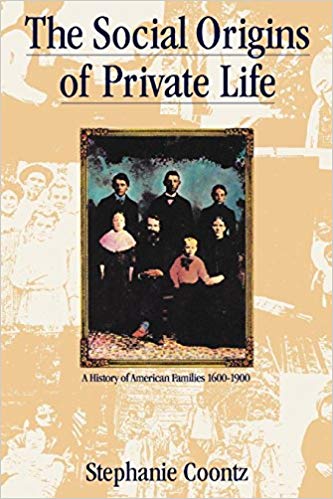 The Social Origins
of Private Life
A History of American Families 1600-1900
Stephanie Coontz